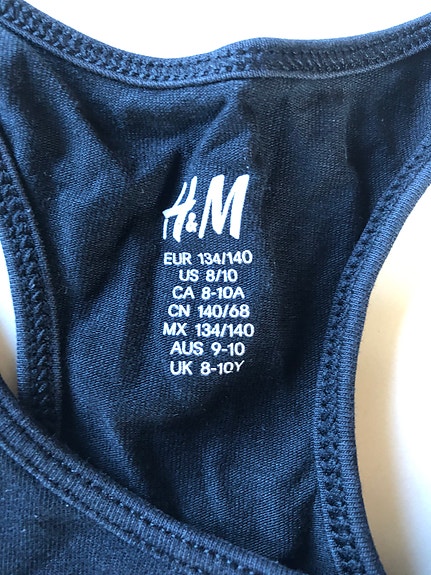 H&M
EUR 134/140
US 8/10
CA 8-10A
CN 140/68
MX 134/140
AUS 9-10
UK 8-10Y